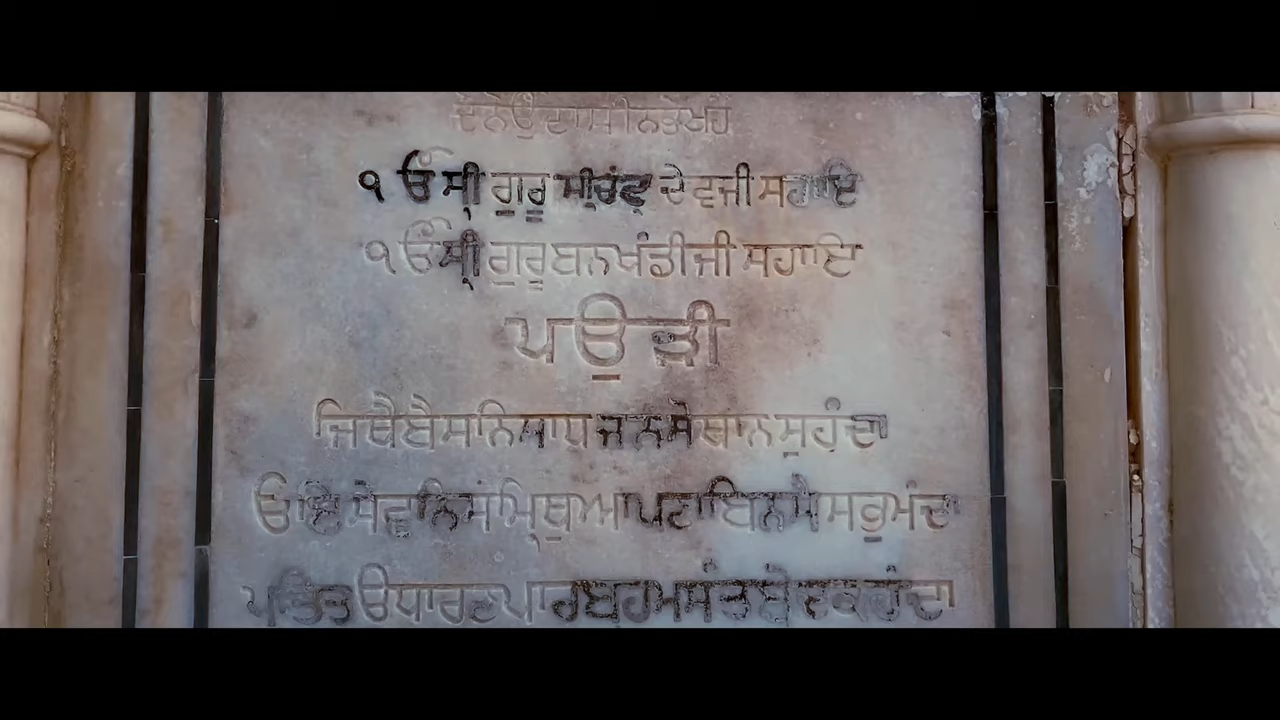 ੧ ਓਂ ਸ੍ਰੀ ਗੁਰੂ ਸ੍ਰੀਚੰਦ੍ਰ ਦੇਵਜੀ ਸਹਾਇ
੧ ਓਂ ਸ੍ਰੀ ਗੁਰੂ ਬਨਖੰਡੀ ਜੀ ਸਹਾਇ
ਪਉੜੀ
ਜਿਥੈ ਬੈਸਨਿ ਸਾਧ ਜਨ ਸੋ ਥਾਨ ਸੁਹੰਦਾ
ਓਇ ਸੇਵਨਿ ਸੰਮ੍ਰਿਥੁ ਆਪਣਾ ਬਿਨਸੈ ਸਭੁ ਮੰਦਾ
ਪਤਿਤ ਉਧਾਰਣ ਪਾਰਬ੍ਰਹਮ ਸੰਤ ਬੇਦ ਕਹੰਦਾ